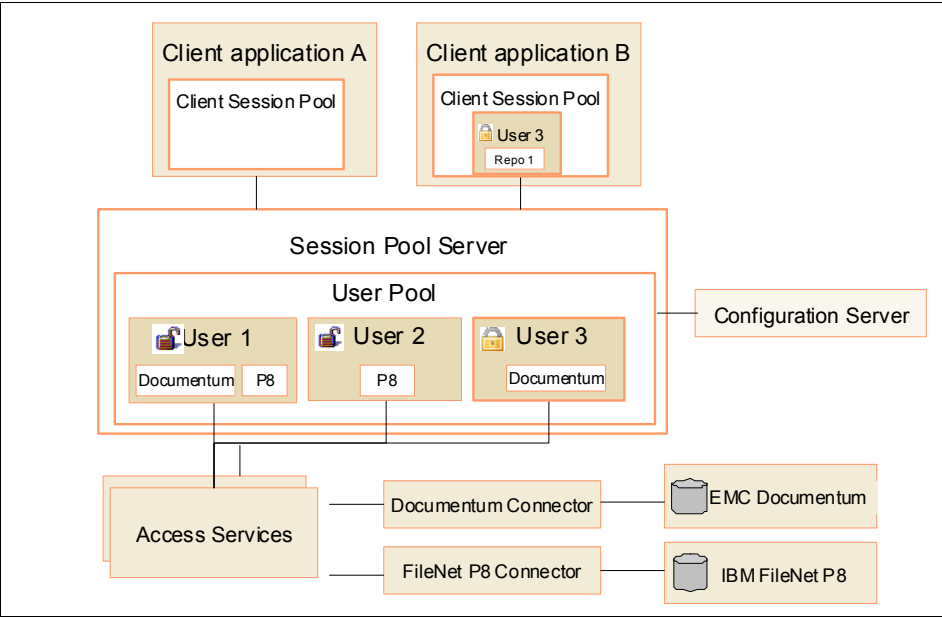 Client application A
Client application B
Client Session Pool
Client Session Pool
User 3
Repo 1
Session Pool Server
User Pool
User 1
User 2
User 3
Configuration Server
Documentum
P8
P8
Documentum
Access Services
Documentum Connector
EMC Documentum
FileNet P8 Connector
IBM FileNet P8